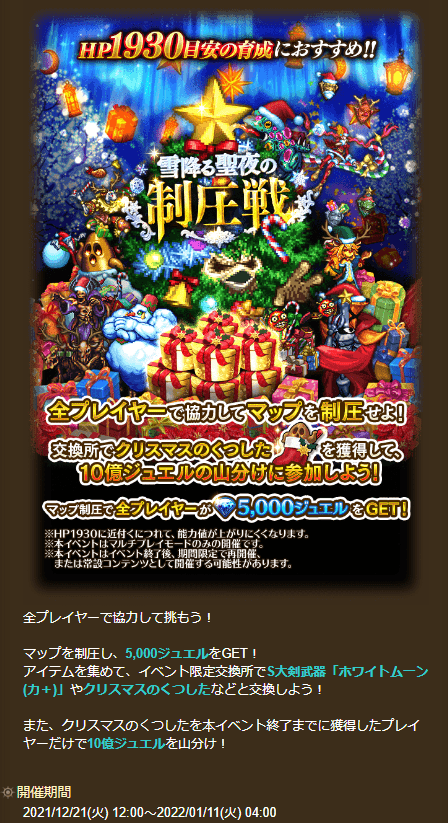 HP1930目安の育成におすすめ!!
雪降る聖夜の
制圧戦
全プレイヤーで協力してマップを制圧せよ!
交換所でクリスマスのくつしたを獲得して、
10億ジュエルの山分けに参加しよう!
マップ制圧で全プレイヤーが5,000ジュエルをGET!
※HP1930に近付くにつれて、能力値が上がりにくくなります。
※本イベントはマルチプレイモードのみの開催です。
※本イベントはイベント終了後、期間限定で再開催、
または常設コンテンツとして開催する可能性があります。
全プレイヤーで協力して挑もう！
マップを制圧し、5,000ジュエルをGET！
アイテムを集めて、イベント限定交換所でS大剣武器「ホワイトムーン
(力＋)」やクリスマスのくつしたなどと交換しよう！
また、クリスマスのくつしたを本イベント終了までに獲得したプレイ
ヤーだけで10億ジュエルを山分け！
開催期間
2021/12/21(火) 12:00～2022/01/11(火) 04:00